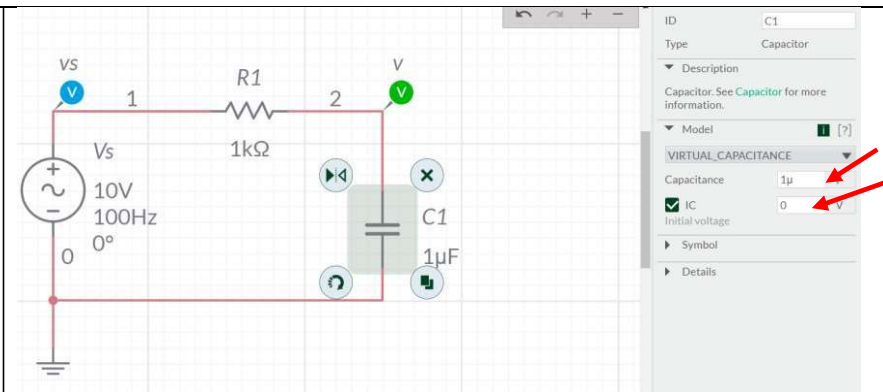 vs
V
1
R1
1kΩ
2
v
V
Vs
10V
100Hz
0°
0
C1
1µF
ID C1
Type Capacitor
Description
Capacitor. See Capacitor for more
information.
Model i [?]
VIRTUAL_CAPACITANCE
Capacitance 1µ
IC 0 V
Initial voltage
Symbol
Details